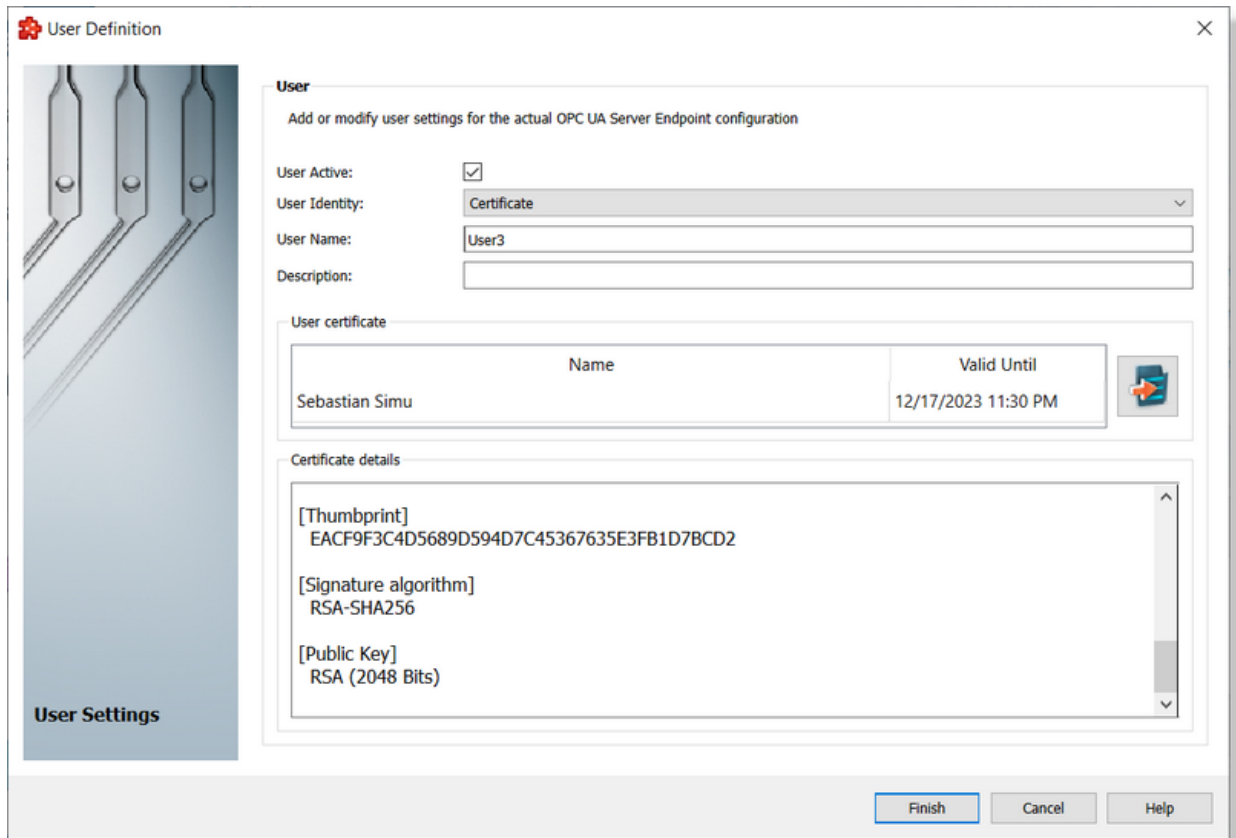 User Definition
User
Add or modify user settings for the actual OPC UA Server Endpoint configuration
User Active:
User Identity: Certificate
User Name: User3
Description:
User certificate
Name Valid Until
Sebastian Simu 12/17/2023 11:30 PM
Certificate details
[Thumbprint]
EACF9F3C4D5689D594D7C45367635E3FB1D7BCD2
[Signature algorithm]
RSA-SHA256
[Public Key]
RSA (2048 Bits)
User Settings
Finish Cancel Help